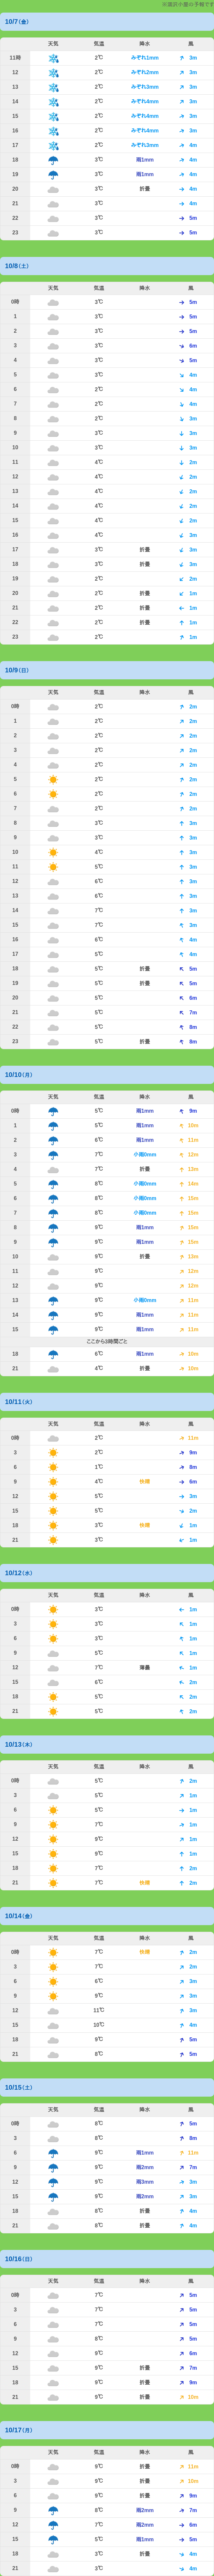 10/7(金)
天気 気温 降水 風
11時 2℃ みぞれ1mm 3m
12 2℃ みぞれ2mm 3m
13 2℃ みぞれ3mm 3m
14 2℃ みぞれ4mm 3m
15 2℃ みぞれ4mm 3m
16 2℃ みぞれ4mm 3m
17 2℃ みぞれ3mm 4m
18 3℃ 雨1mm 4m
19 3℃ 雨1mm 4m
20 3℃ 折曇 4m
21 3℃ 4m
22 3℃ 5m
23 3℃ 5m
10/8(土)
天気 気温 降水 風
0時 3℃ 5m
1 3℃ 5m
2 3℃ 5m
3 3℃ 6m
4 3℃ 5m
5 3℃ 4m
6 2℃ 4m
7 2℃ 4m
8 2℃ 3m
9 3℃ 3m
10 3℃ 3m
11 4℃ 2m
12 4℃ 2m
13 4℃ 2m
14 4℃ 2m
15 4℃ 2m
16 4℃ 3m
17 3℃ 折曇 3m
18 3℃ 折曇 3m
19 2℃ 2m
20 2℃ 折曇 1m
21 2℃ 折曇 1m
22 2℃ 折曇 1m
23 2℃ 1m
10/9(日)
天気 気温 降水 風
0時 2℃ 2m
1 2℃ 2m
2 2℃ 2m
3 2℃ 2m
4 2℃ 2m
5 2℃ 2m
6 2℃ 2m
7 2℃ 2m
8 3℃ 3m
9 3℃ 3m
10 4℃ 3m
11 5℃ 3m
12 6℃ 3m
13 6℃ 3m
14 7℃ 3m
15 7℃ 3m
16 6℃ 4m
17 5℃ 4m
18 5℃ 折曇 5m
19 5℃ 折曇 5m
20 5℃ 6m
21 5℃ 7m
22 5℃ 8m
23 5℃ 折曇 8m
10/10(月)
天気 気温 降水 風
0時 5℃ 雨1mm 9m
1 5℃ 雨1mm 10m
2 6℃ 雨1mm 11m
3 7℃ 小雨0mm 12m
4 7℃ 折曇 13m
5 8℃ 小雨0mm 14m
6 8℃ 小雨0mm 15m
7 8℃ 小雨0mm 15m
8 9℃ 雨1mm 15m
9 9℃ 雨1mm 15m
10 9℃ 折曇 13m
11 9℃ 12m
12 9℃ 12m
13 9℃ 小雨0mm 11m
14 9℃ 雨1mm 11m
15 9℃ 雨1mm 11m
ここから3時間ごと
18 6℃ 雨1mm 10m
21 4℃ 折曇 10m
10/11(火)
天気 気温 降水 風
0時 2℃ 11m
3 2℃ 9m
6 1℃ 8m
9 4℃ 快晴 6m
12 5℃ 3m
15 5℃ 2m
18 3℃ 快晴 1m
21 3℃ 1m
10/12(水)
天気 気温 降水 風
0時 3℃ 1m
3 3℃ 1m
6 3℃ 1m
9 5℃ 1m
12 7℃ 薄曇 1m
15 6℃ 2m
18 5℃ 2m
21 5℃ 2m
10/13(木)
天気 気温 降水 風
0時 5℃ 2m
3 5℃ 1m
6 5℃ 1m
9 7℃ 1m
12 9℃ 1m
15 9℃ 1m
18 7℃ 2m
21 7℃ 快晴 2m
10/14(金)
天気 気温 降水 風
0時 7℃ 快晴 2m
3 7℃ 2m
6 6℃ 3m
9 9℃ 3m
12 11℃ 3m
15 10℃ 4m
18 9℃ 5m
21 8℃ 5m
10/15(土)
天気 気温 降水 風
0時 8℃ 5m
3 8℃ 8m
6 9℃ 雨1mm 11m
9 9℃ 雨2mm 7m
12 9℃ 雨3mm 3m
15 9℃ 雨2mm 3m
18 8℃ 折曇 4m
21 8℃ 折曇 4m
10/16(日)
天気 気温 降水 風
0時 7℃ 5m
3 7℃ 5m
6 7℃ 5m
9 8℃ 5m
12 9℃ 6m
15 9℃ 折曇 7m
18 9℃ 折曇 9m
21 9℃ 折曇 10m
10/17(月)
天気 気温 降水 風
0時 9℃ 折曇 11m
3 9℃ 折曇 10m
6 9℃ 折曇 9m
9 8℃ 雨2mm 7m
12 7℃ 雨2mm 6m
15 5℃ 雨1mm 5m
18 3℃ 折曇 4m
21 3℃ 4m